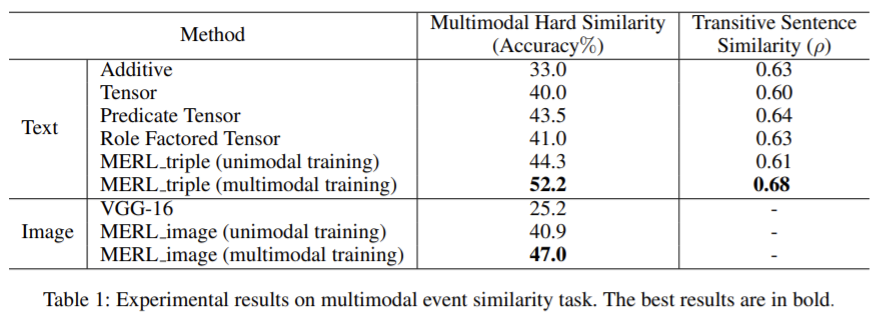 Method Multimodal Hard Similarity (Accuracy%) Transitive Sentence Similarity (ρ)
Text
Additive 33.0 0.63
Tensor 40.0 0.60
Predicate Tensor 43.5 0.64
Role Factored Tensor 41.0 0.63
MERL_triple (unimodal training) 44.3 0.61
MERL_triple (multimodal training) 52.2 0.68
Image
VGG-16 25.2 -
MERL_image (unimodal training) 40.9 -
MERL_image (multimodal training) 47.0 -
Table 1: Experimental results on multimodal event similarity task. The best results are in bold.